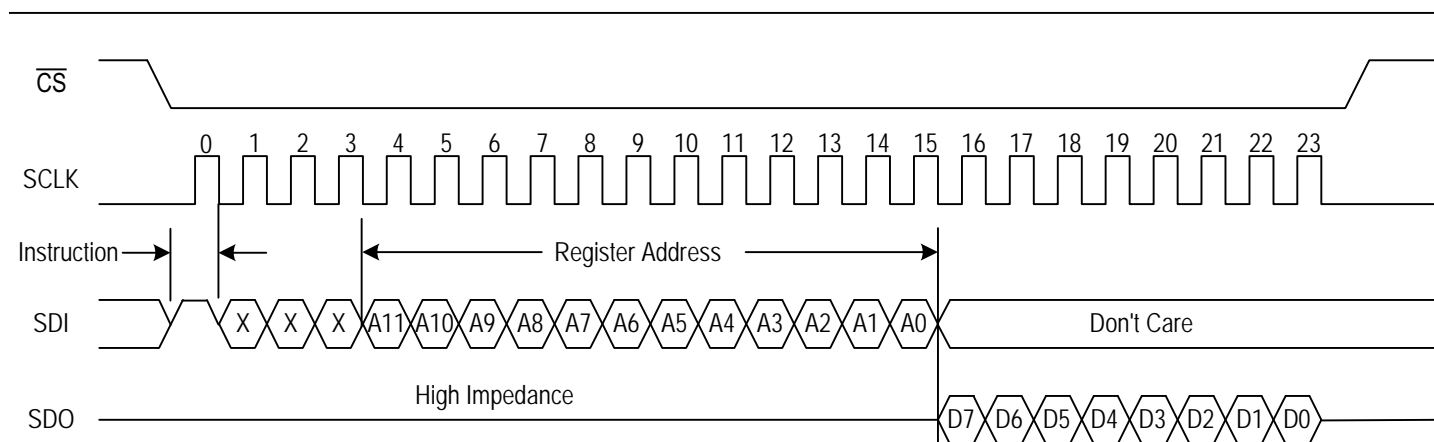 CS
0 1 2 3 4 5 6 7 8 9 10 11 12 13 14 15 16 17 18 19 20 21 22 23
SCLK
Instruction Register Address
SDI X X X A11 A10 A9 A8 A7 A6 A5 A4 A3 A2 A1 A0 Don't Care
High Impedance
SDO D7 D6 D5 D4 D3 D2 D1 D0